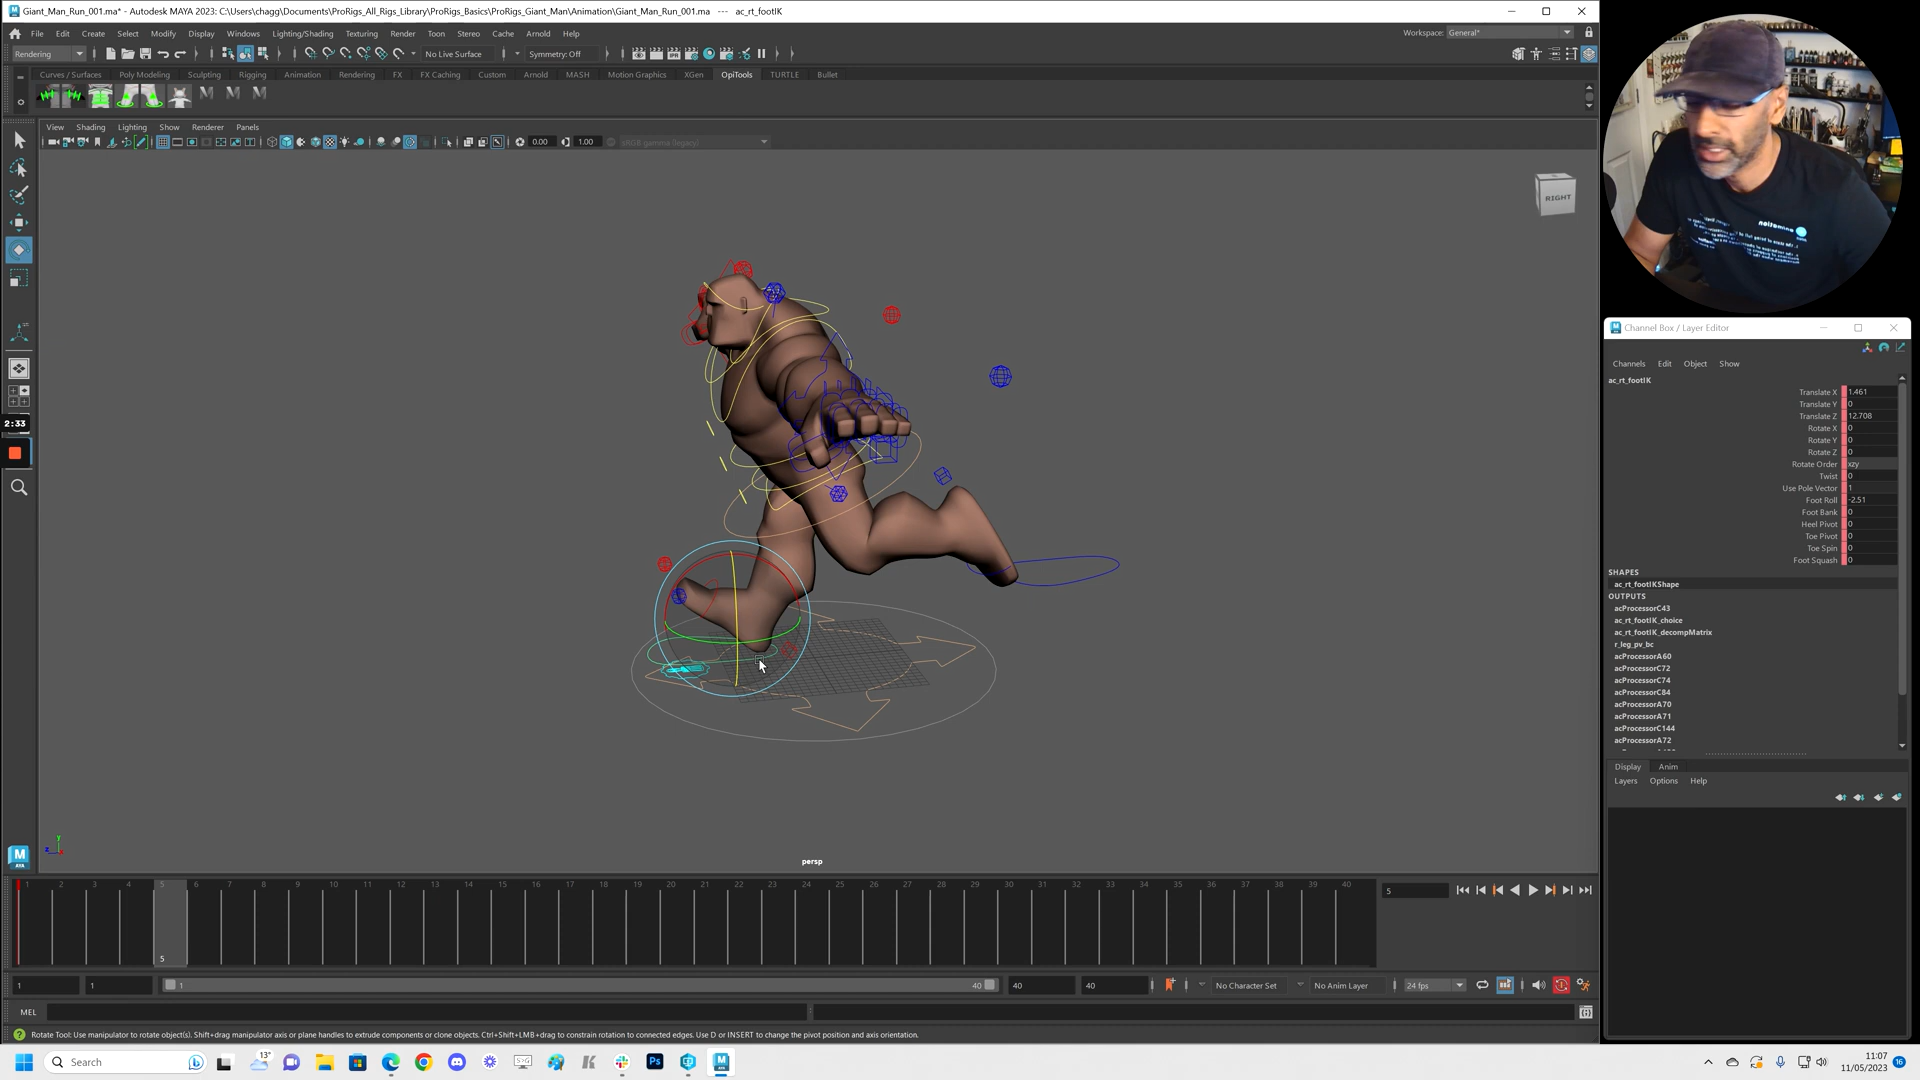 Giant_Man_Run_001.ma* - Autodesk MAYA 2023: C:\Users\chagg\Documents\ProRigs_All_Rigs_Library\ProRigs_Basics\ProRigs_Giant_Man\Animation\Giant_Man_Run_001.ma --- ac_rt_footIK
File Edit Create Select Modify Display Windows Lighting/Shading Texturing Render Toon Stereo Cache Arnold Help
Workspace: General*
Rendering
No Live Surface
Symmetry: Off
Curves / Surfaces Poly Modeling Sculpting Rigging Animation Rendering FX FX Caching Custom Arnold MASH Motion Graphics XGen OpiTools TURTLE Bullet
View Shading Lighting Show Renderer Panels
0.00
1.00
sRGB gamma (legacy)
RIGHT
2:33
persp
Channel Box / Layer Editor
Channels Edit Object Show
ac_rt_footIK
Translate X 1.461
Translate Y 0
Translate Z 12.708
Rotate X 0
Rotate Y 0
Rotate Z 0
Rotate Order xzy
Twist 0
Use Pole Vector 1
Foot Roll -2.51
Foot Bank 0
Heel Pivot 0
Toe Pivot 0
Toe Spin 0
Foot Squash 0
SHAPES
ac_rt_footIKShape
OUTPUTS
acProcessorC43
ac_rt_footIK_choice
ac_rt_footIK_decompMatrix
r_leg_pv_bc
acProcessorA60
acProcessorC72
acProcessorC74
acProcessorC84
acProcessorA70
acProcessorA71
acProcessorC144
acProcessorA72
Display Anim
Layers Options Help
1 2 3 4 5 6 7 8 9 10 11 12 13 14 15 16 17 18 19 20 21 22 23 24 25 26 27 28 29 30 31 32 33 34 35 36 37 38 39 40
5
5
1 1 1 40 40 40
No Character Set
No Anim Layer
24 fps
MEL
Rotate Tool: Use manipulator to rotate object(s). Shift+drag manipulator axis or plane handles to extrude components or clone objects. Ctrl+Shift+LMB+drag to constrain rotation to connected edges. Use D or INSERT to change the pivot position and axis orientation.
Search
13°
Ps
11:07
11/05/2023
16